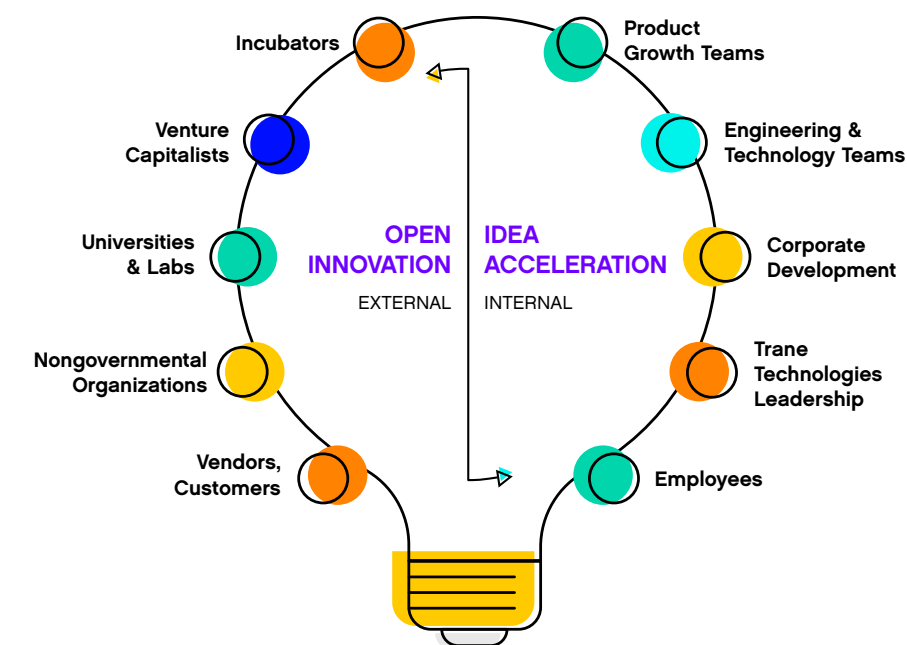 Incubators
Venture
Capitalists
Universities
& Labs
Nongovernmental
Organizations
Vendors,
Customers
OPEN
INNOVATION
EXTERNAL
IDEA
ACCELERATION
INTERNAL
Product
Growth Teams
Engineering &
Technology Teams
Corporate
Development
Trane
Technologies
Leadership
Employees